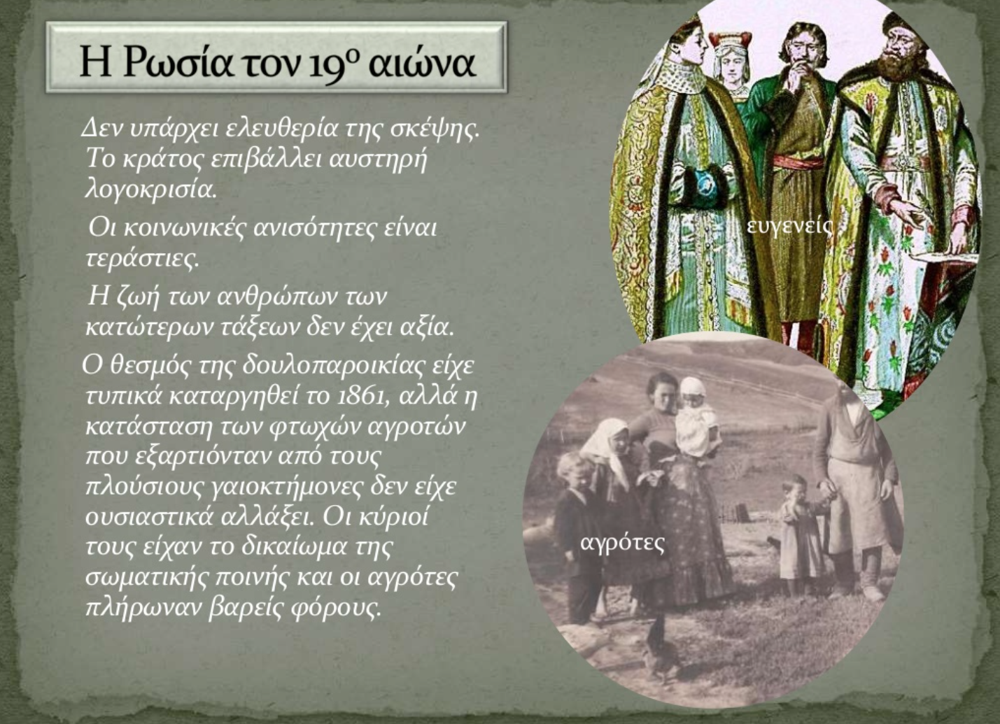 Η Ρωσία τον 19ο αιώνα
Δεν υπάρχει ελευθερία της σκέψης.
Το κράτος επιβάλλει αυστηρή
λογοκρισία.
Οι κοινωνικές ανισότητες είναι
τεράστιες.
Η ζωή των ανθρώπων των
κατώτερων τάξεων δεν έχει αξία.
Ο θεσμός της δουλοπαροικίας είχε
τυπικά καταργηθεί το 1861, αλλά η
κατάσταση των φτωχών αγροτών
που εξαρτιόνταν από τους
πλούσιους γαιοκτήμονες δεν είχε
ουσιαστικά αλλάξει. Οι κύριοί
τους είχαν το δικαίωμα της
σωματικής ποινής και οι αγρότες
πλήρωναν βαρείς φόρους.
ευγενείς
αγρότες